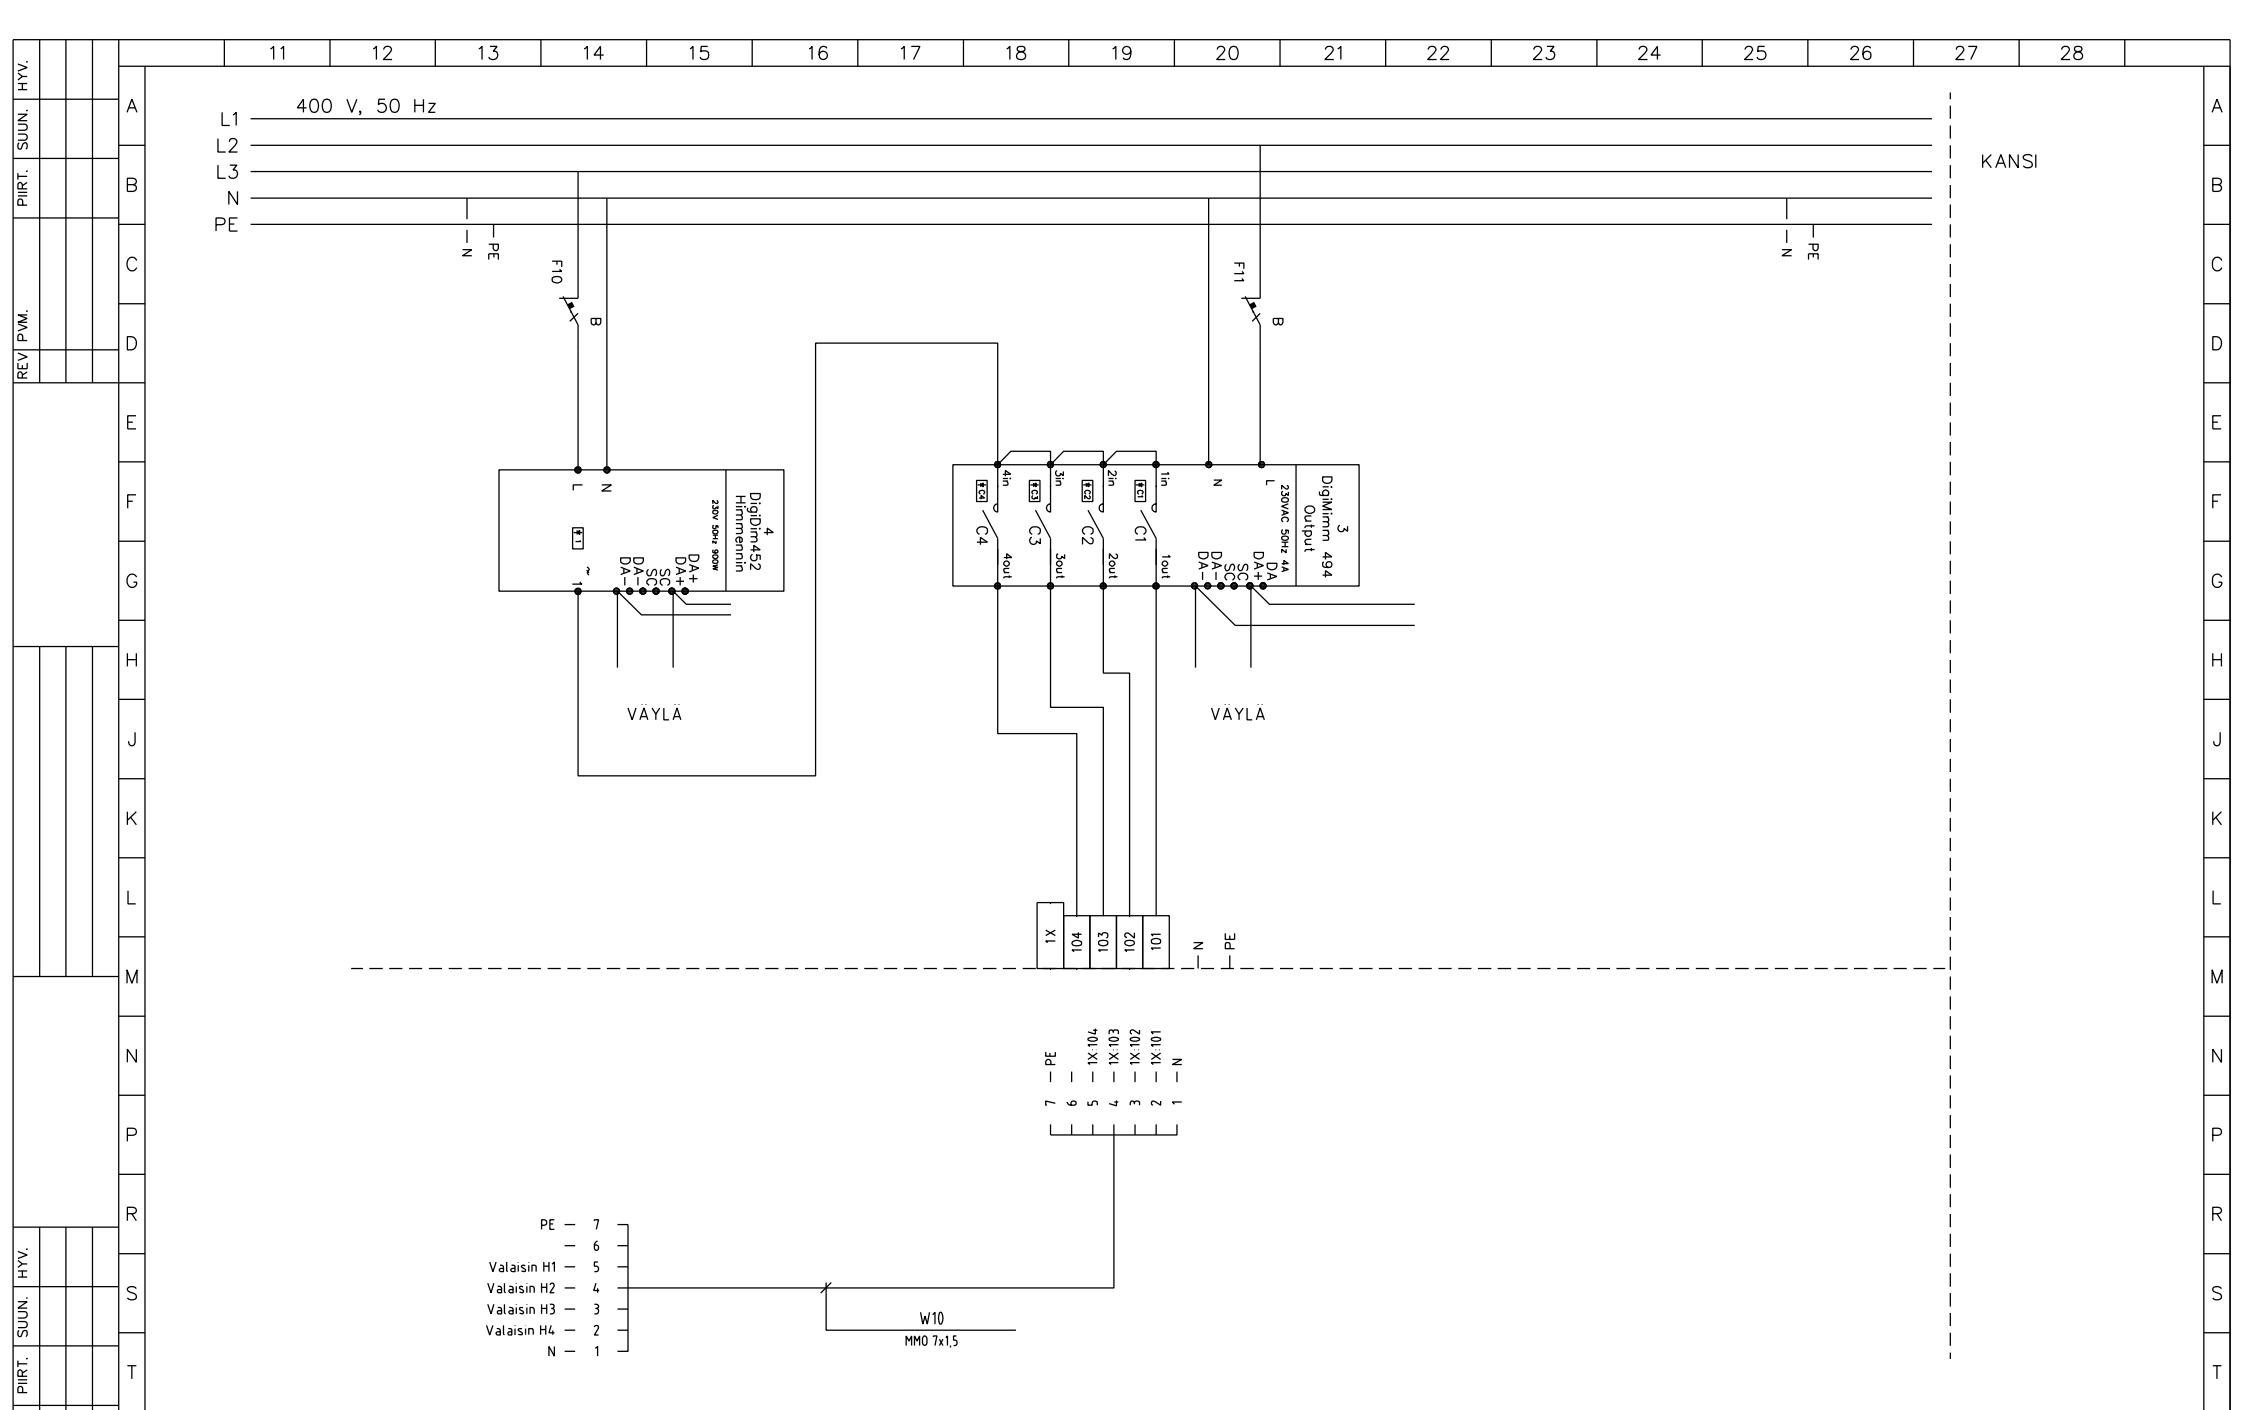 11 12 13 14 15 16 17 18 19 20 21 22 23 24 25 26 27 28
HYV.
SUUN.
PIIRT.
PVM.
REV
HYV.
SUUN.
PIIRT.
A
B
C
D
E
F
G
H
J
K
L
M
N
P
R
S
T
400 V, 50 Hz
L1
L2
L3
N
PE
KANSI
N
PE
N
PE
F10
B
F11
B
L
N
*1
~
1
DA-
DA-
SC
SC
DA+
DA+
230V 50Hz 900W
4
DigiDim452
Himmennin
VÄYLÄ
4in
3in
2in
1in
*C4
*C3
*C2
*C1
C4
C3
C2
C1
4out
3out
2out
1out
N
L
DA-
DA-
SC
SC
DA+
DA
230VAC 50Hz 4A
3
DigiMimm 494
Output
VÄYLÄ
1X
104
103
102
101
N
PE
7 – PE
6 –
5 – 1X:104
4 – 1X:103
3 – 1X:102
2 – 1X:101
1 – N
PE – 7
– 6
Valaisin H1 – 5
Valaisin H2 – 4
Valaisin H3 – 3
Valaisin H4 – 2
N – 1
W10
MMO 7x1,5
A
B
C
D
E
F
G
H
J
K
L
M
N
P
R
S
T